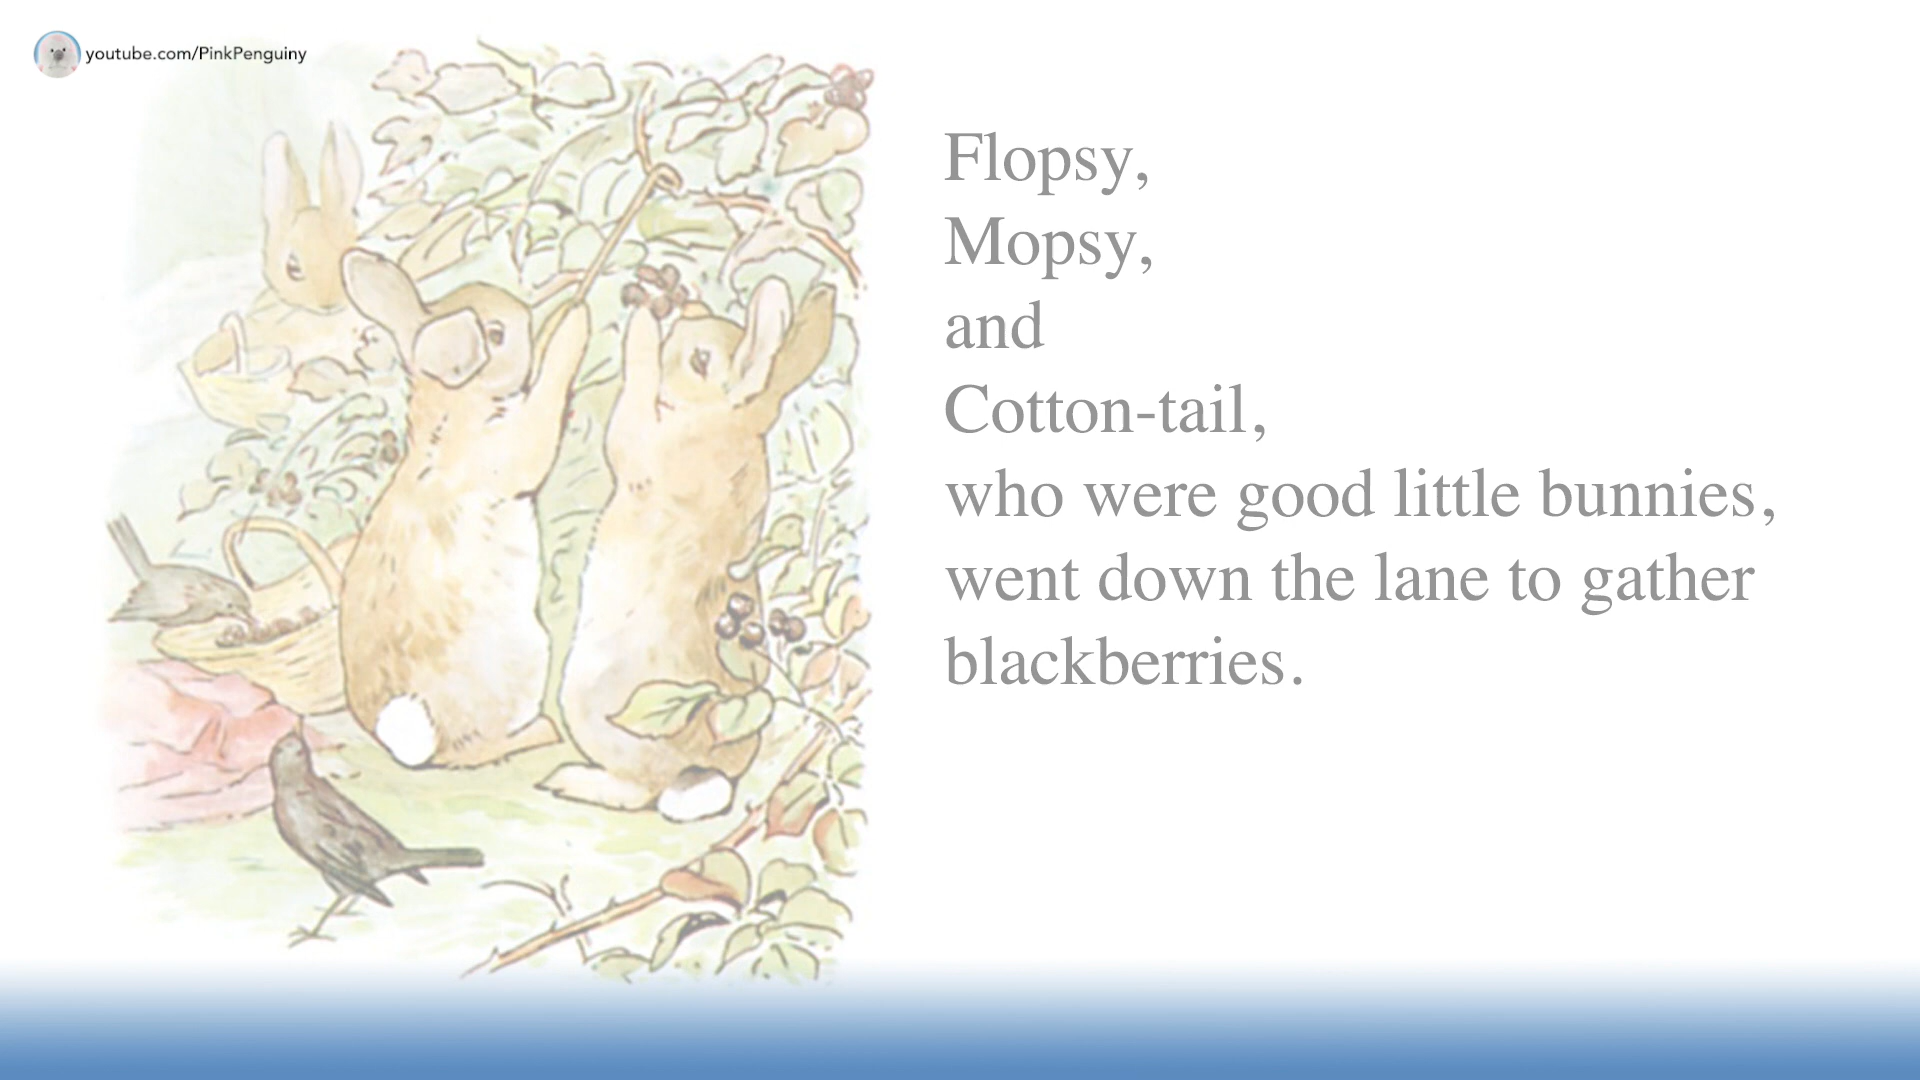 youtube.com/PinkPenguiny
Flopsy,
Mopsy,
and
Cotton-tail,
who were good little bunnies,
went down the lane to gather
blackberries.